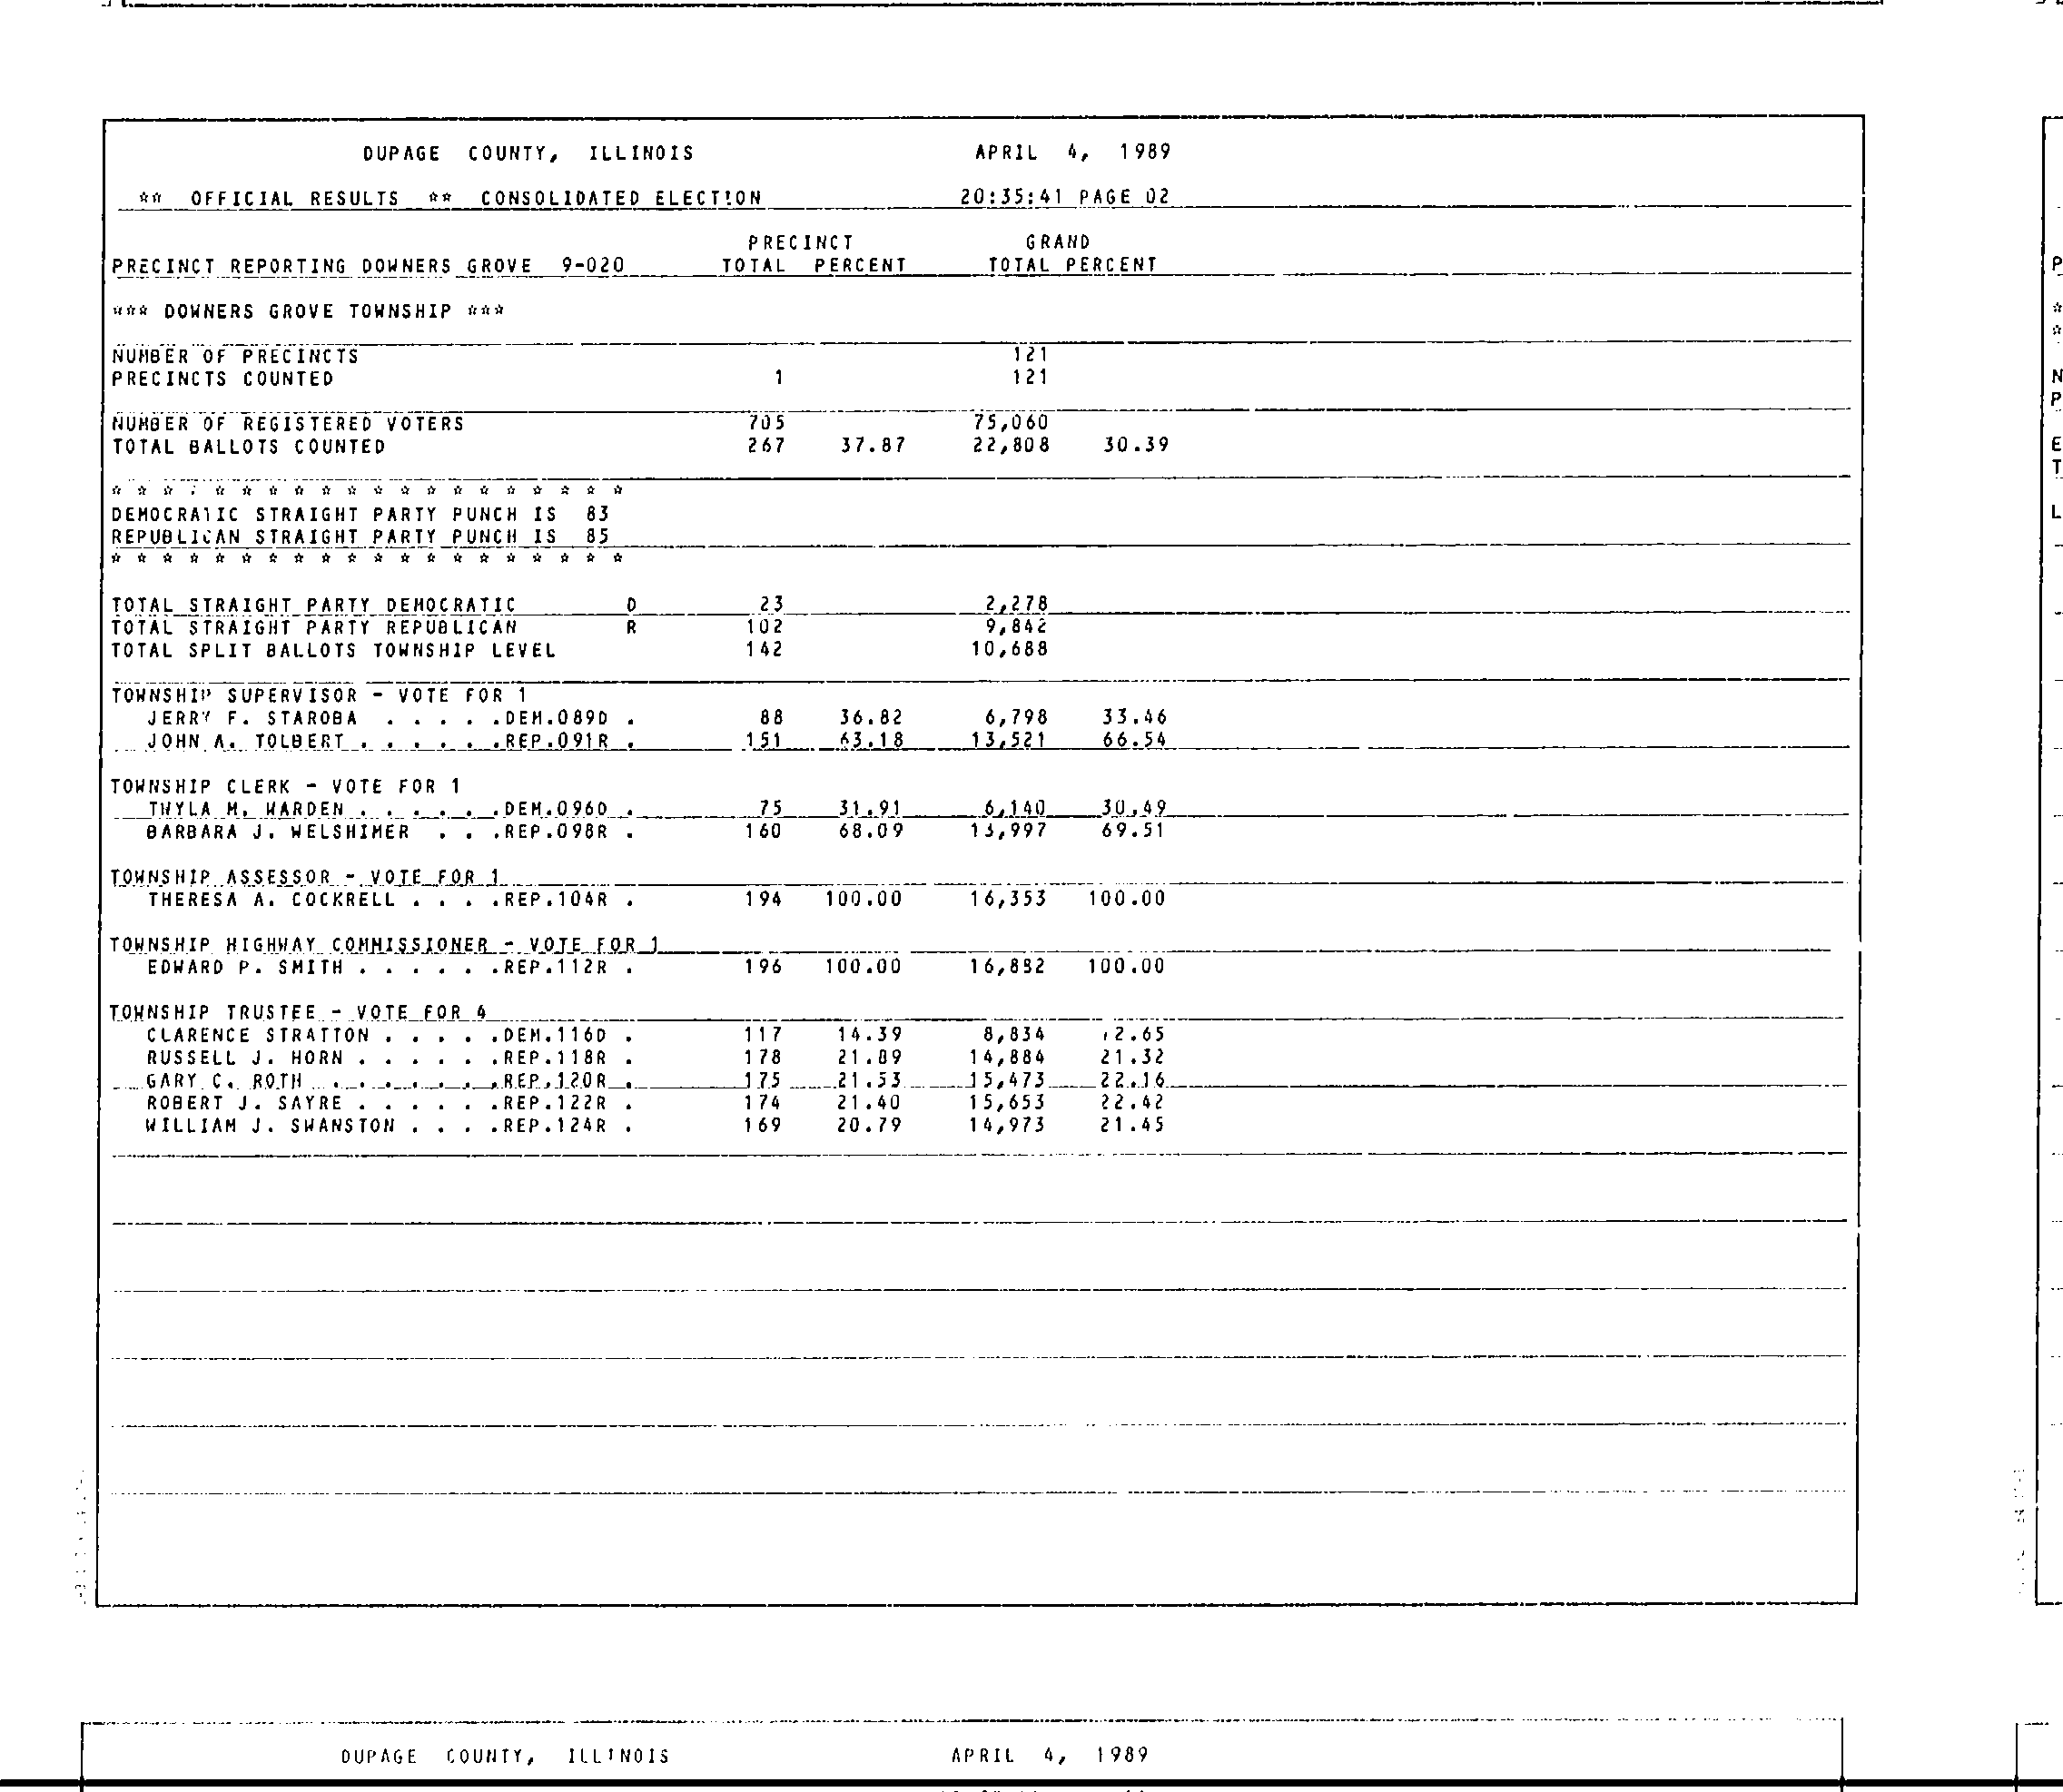 DUPAGE COUNTY, ILLINOIS APRIL 4, 1989
** OFFICIAL RESULTS ** CONSOLIDATED ELECTION 20:35:41 PAGE 02
PRECINCT GRAND
PRECINCT REPORTING DOWNERS GROVE 9-020 TOTAL PERCENT TOTAL PERCENT
*** DOWNERS GROVE TOWNSHIP ***
NUMBER OF PRECINCTS 121
PRECINCTS COUNTED 1 121
NUMBER OF REGISTERED VOTERS 705 75,060
TOTAL BALLOTS COUNTED 267 37.87 22,808 30.39
* * * * * * * * * * * * * * * * * * * *
DEMOCRATIC STRAIGHT PARTY PUNCH IS 83
REPUBLICAN STRAIGHT PARTY PUNCH IS 85
* * * * * * * * * * * * * * * * * * * *
TOTAL STRAIGHT PARTY DEMOCRATIC D 23 2,278
TOTAL STRAIGHT PARTY REPUBLICAN R 102 9,842
TOTAL SPLIT BALLOTS TOWNSHIP LEVEL 142 10,688
TOWNSHIP SUPERVISOR - VOTE FOR 1
JERRY F. STAROBA . . . . .DEM.089D . 88 36.82 6,798 33.46
JOHN A. TOLBERT . . . . . .REP.091R . 151 63.18 13,521 66.54
TOWNSHIP CLERK - VOTE FOR 1
TWYLA M. WARDEN . . . . . .DEM.096D . 75 31.91 6,140 30.49
BARBARA J. WELSHIMER . . .REP.098R . 160 68.09 13,997 69.51
TOWNSHIP ASSESSOR - VOTE FOR 1
THERESA A. COCKRELL . . . .REP.104R . 194 100.00 16,353 100.00
TOWNSHIP HIGHWAY COMMISSIONER - VOTE FOR 1
EDWARD P. SMITH . . . . . .REP.112R . 196 100.00 16,882 100.00
TOWNSHIP TRUSTEE - VOTE FOR 4
CLARENCE STRATTON . . . . .DEM.116D . 117 14.39 8,834 12.65
RUSSELL J. HORN . . . . . .REP.118R . 178 21.89 14,884 21.32
GARY C. ROTH . . . . . . .REP.120R . 175 21.53 15,473 22.16
ROBERT J. SAYRE . . . . . .REP.122R . 174 21.40 15,653 22.42
WILLIAM J. SWANSTON . . . .REP.124R . 169 20.79 14,973 21.45
DUPAGE COUNTY, ILLINOIS APRIL 4, 1989